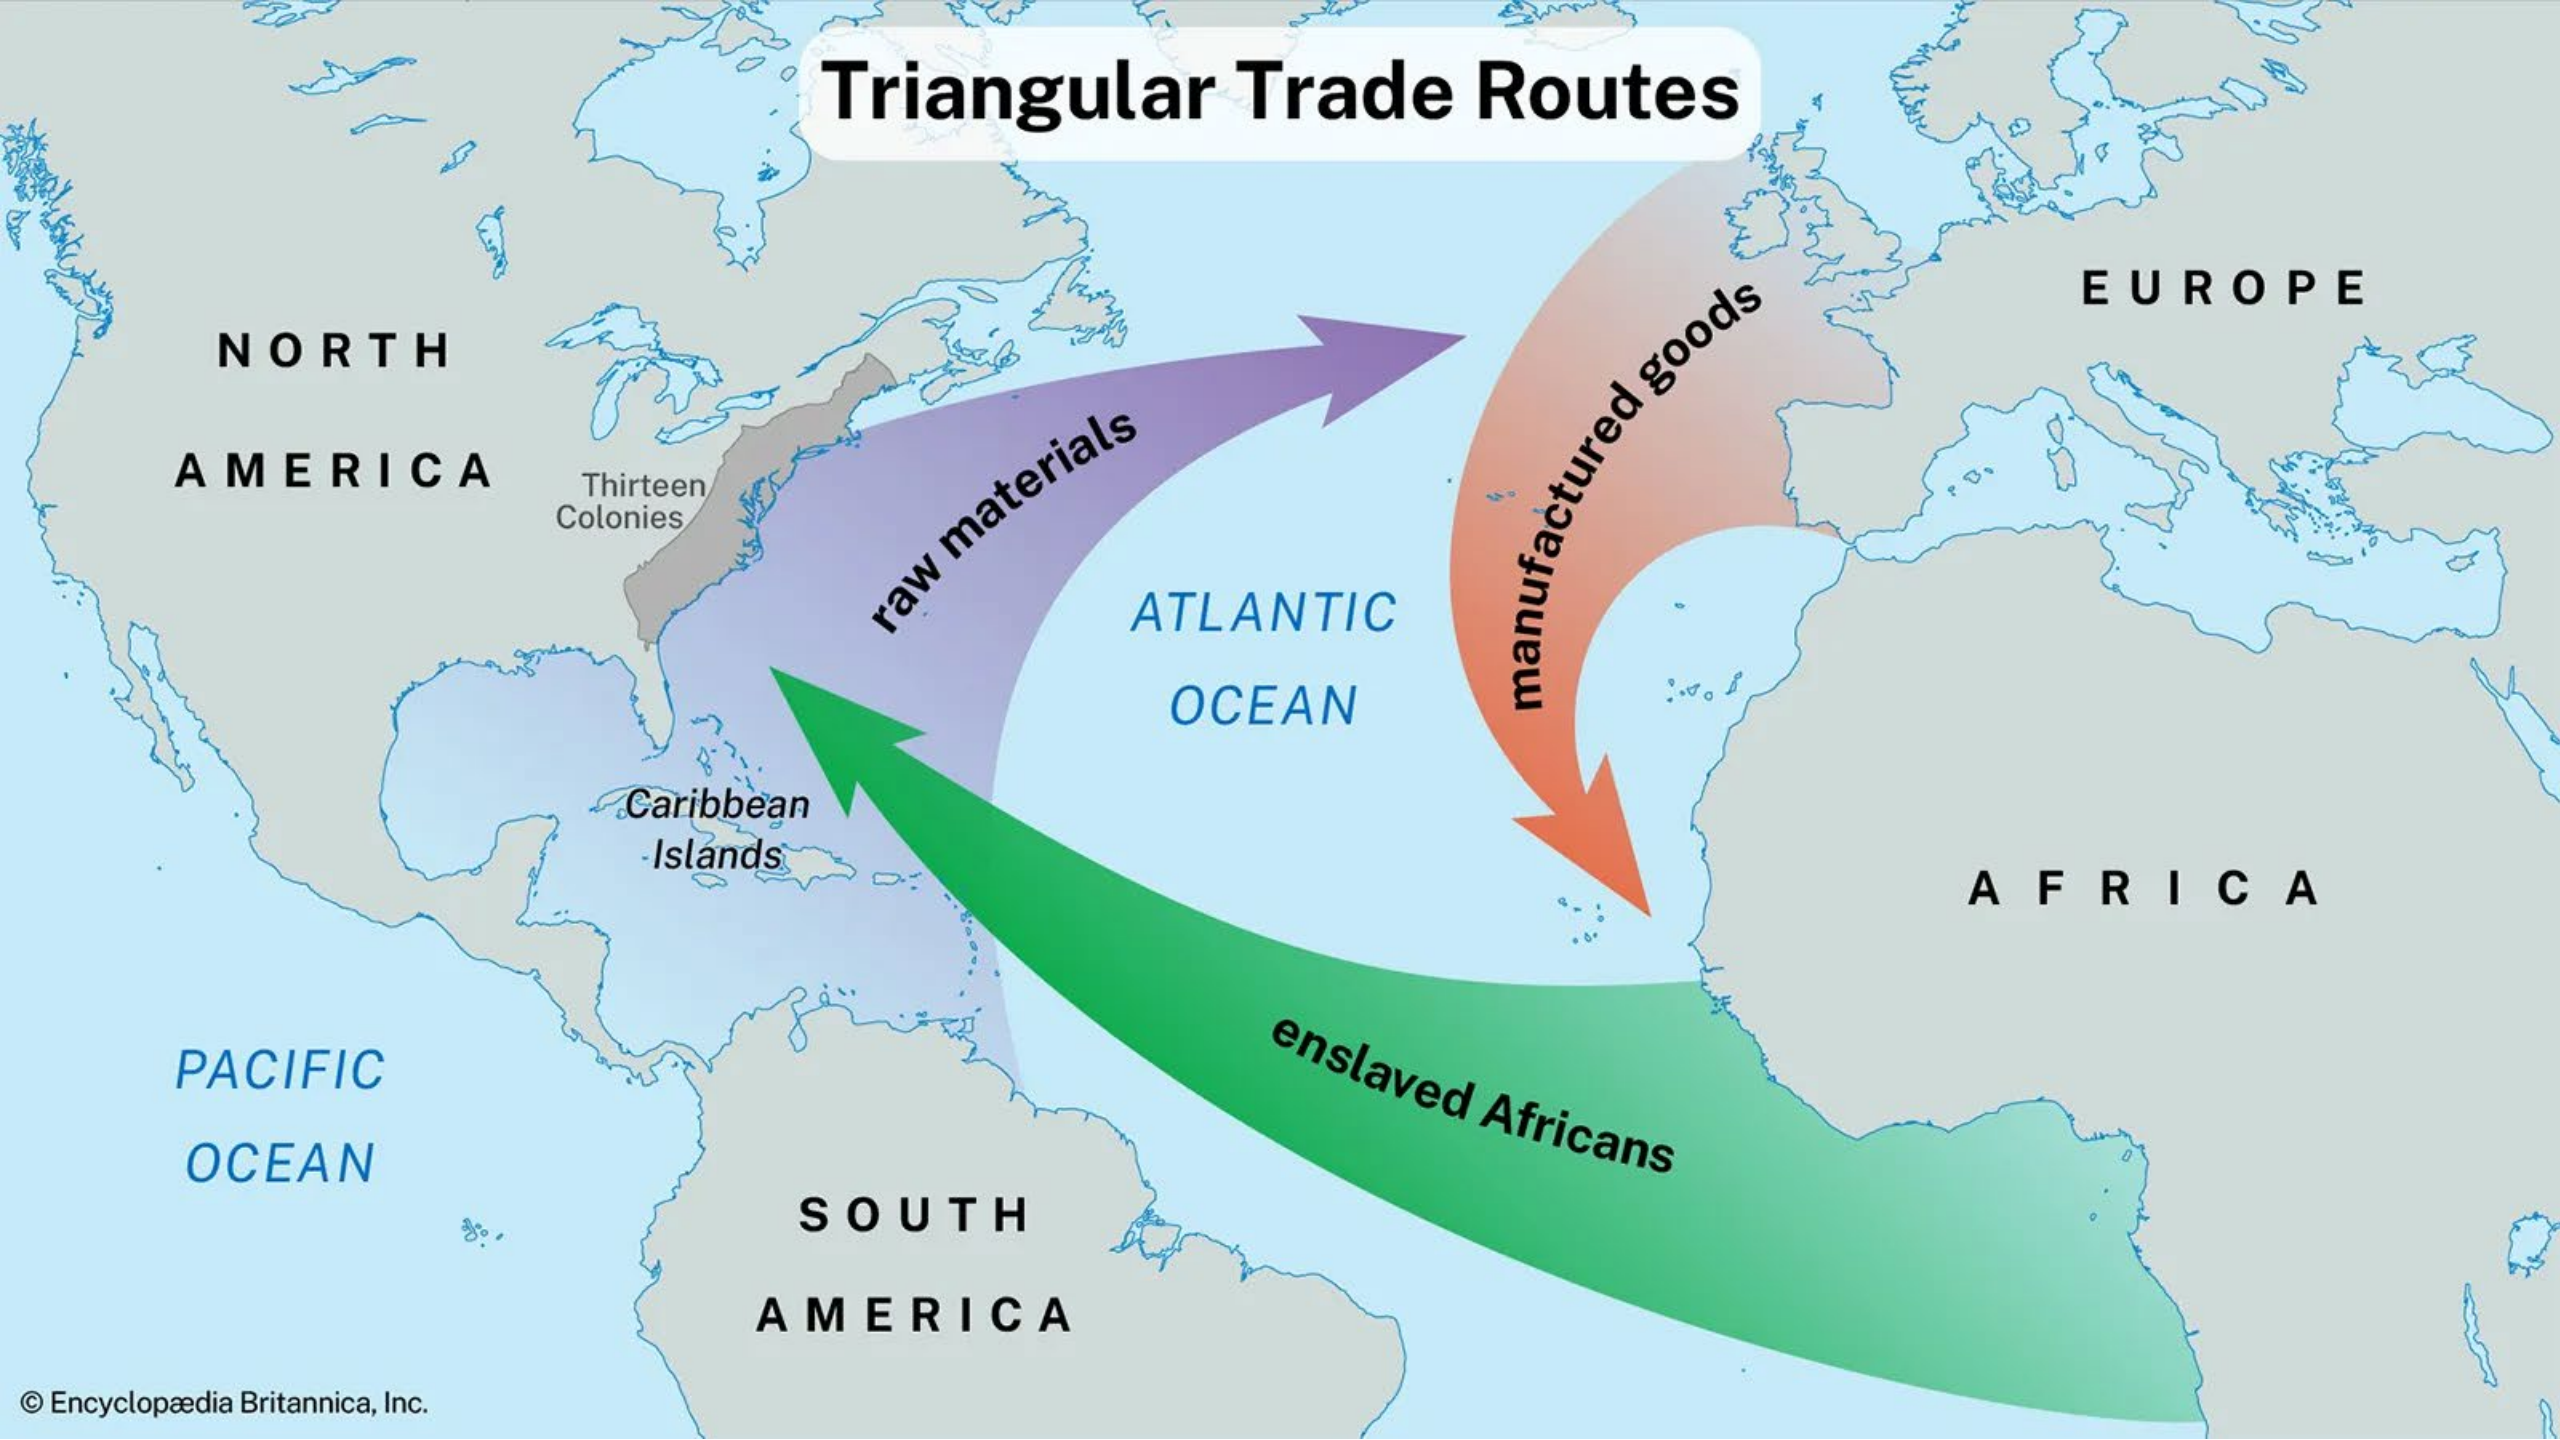 Triangular Trade Routes
EUROPE
NORTH
AMERICA
Thirteen
Colonies
raw materials
manufactured goods
ATLANTIC
OCEAN
Caribbean
Islands
AFRICA
enslaved Africans
PACIFIC
OCEAN
SOUTH
AMERICA
© Encyclopædia Britannica, Inc.